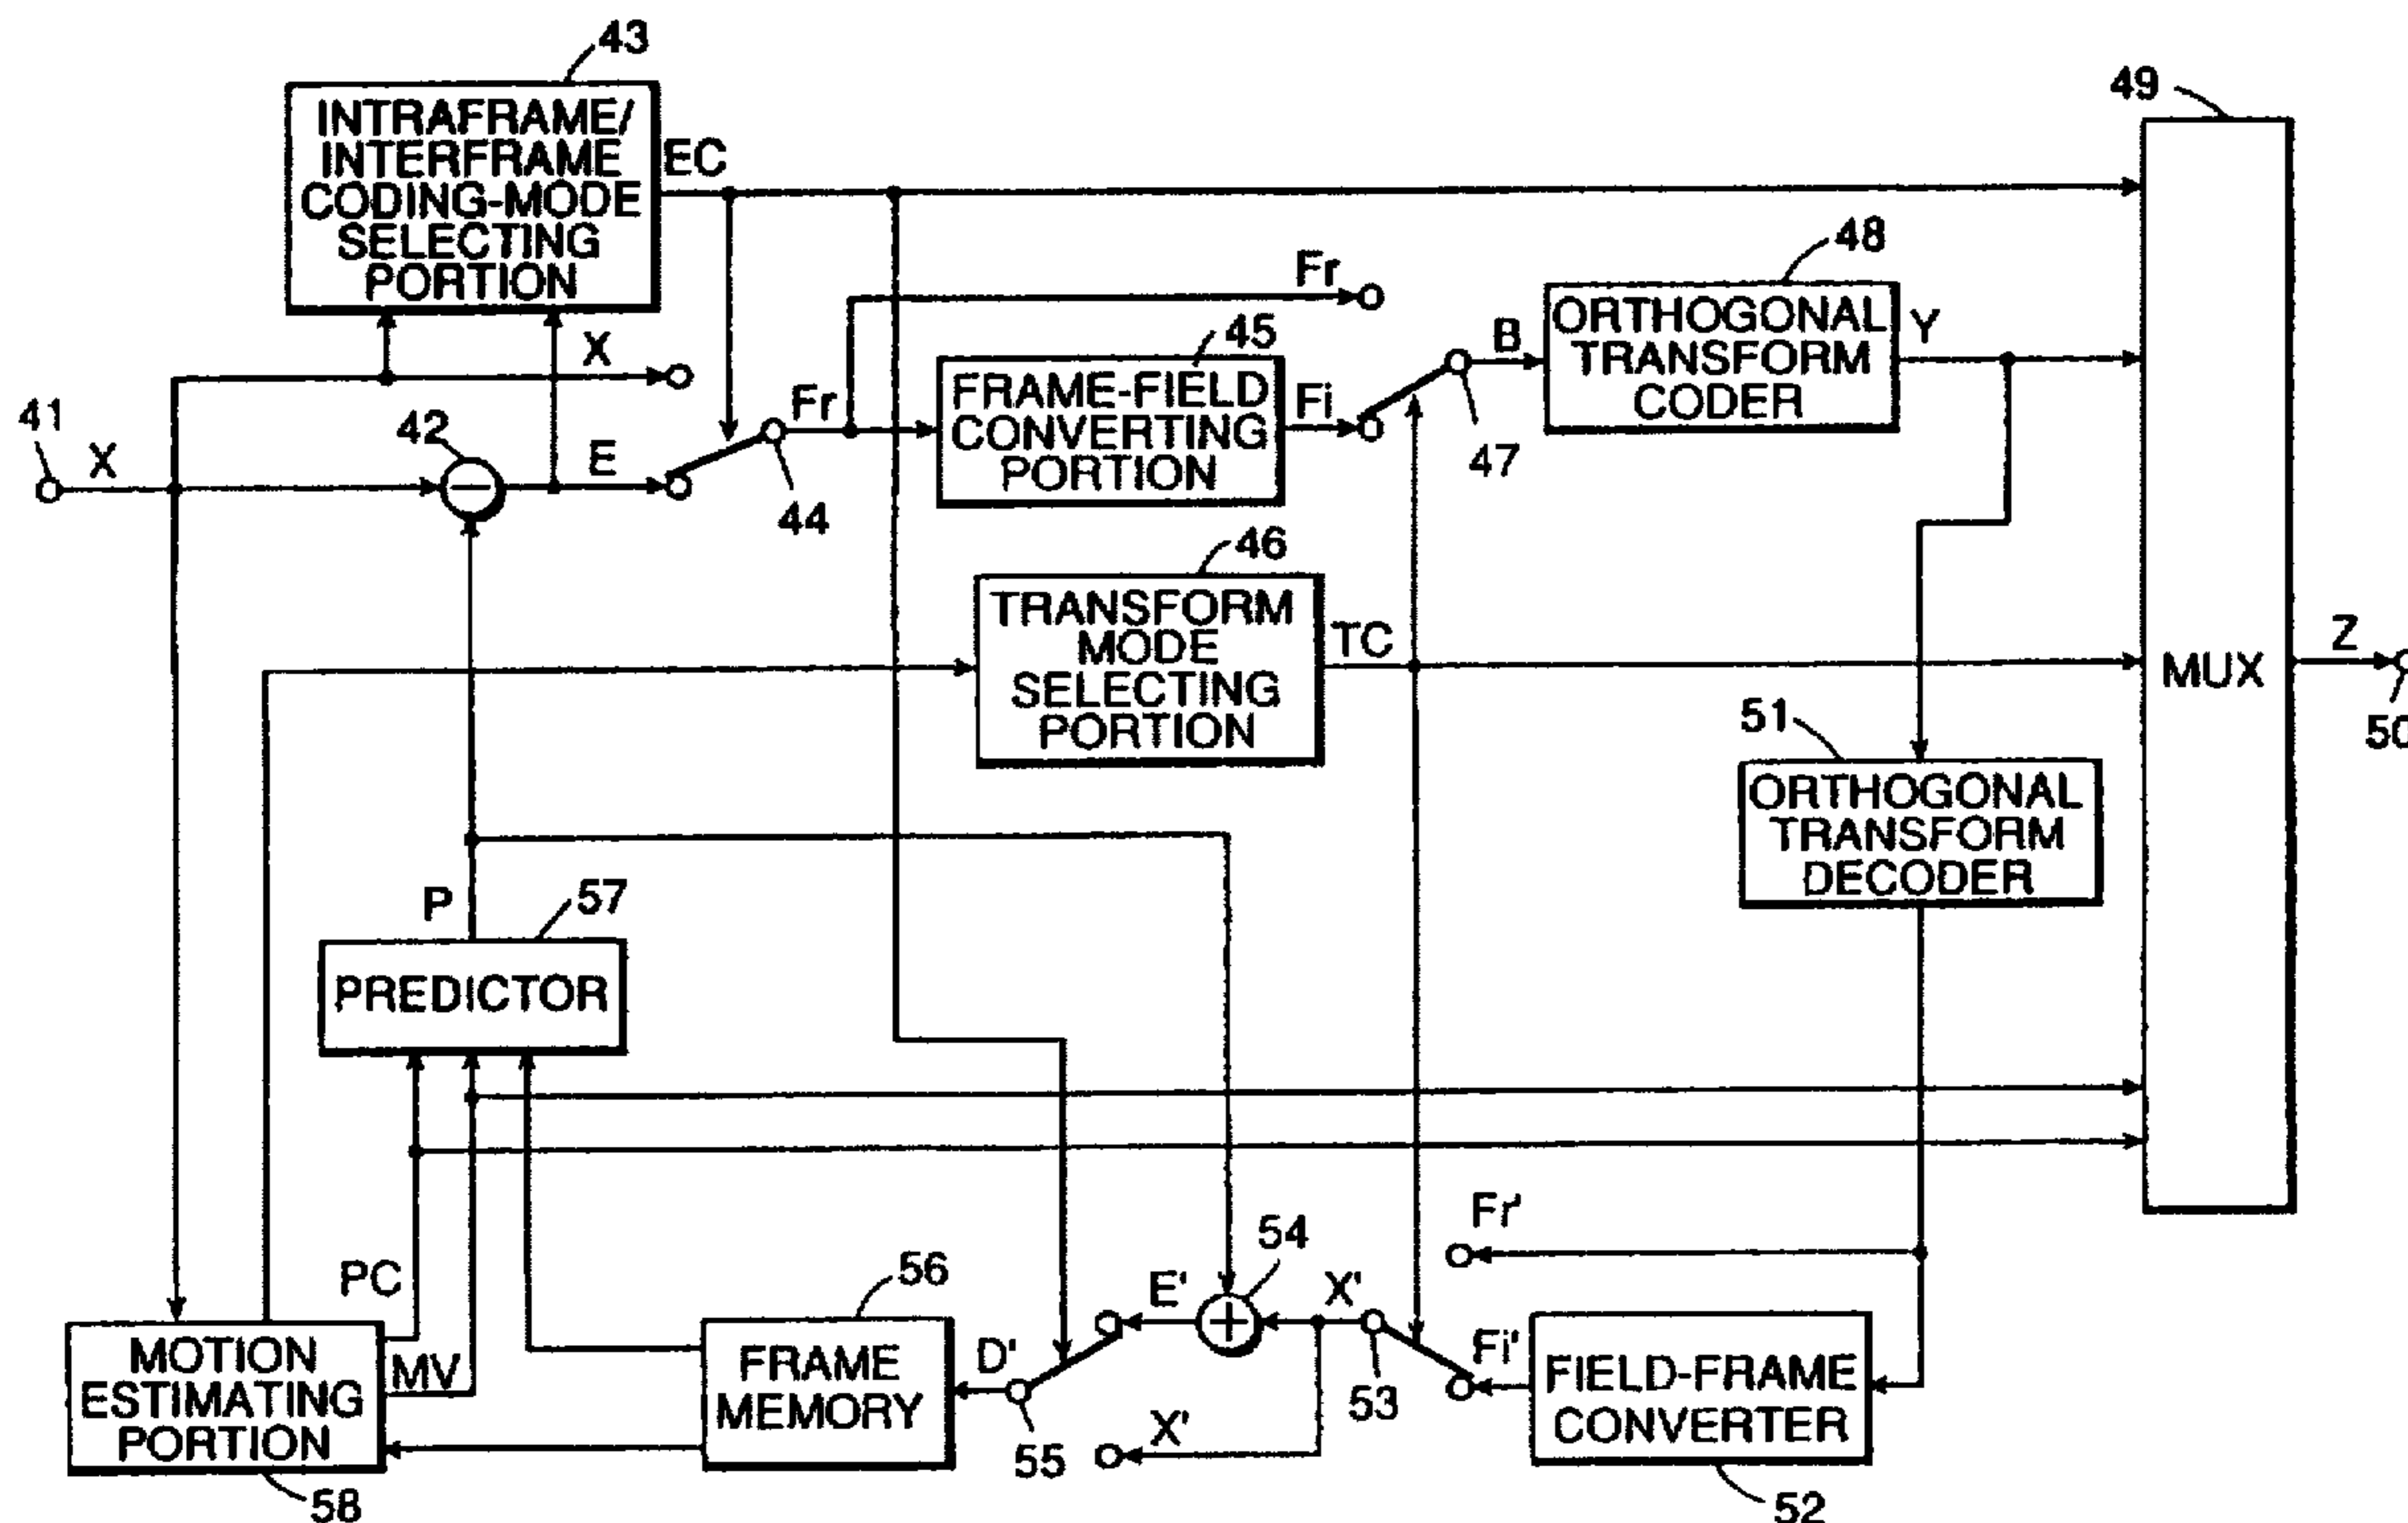 43
INTRAFRAME/
INTERFRAME
CODING-MODE
SELECTING
PORTION
EC
49
48
Fr
X
45
ORTHOGONAL
TRANSFORM
CODER
B
Y
41
X
42
E
Fr
FRAME-FIELD
CONVERTING
PORTION
Fi
47
44
46
TRANSFORM
MODE
SELECTING
PORTION
TC
MUX
Z
50
51
ORTHOGONAL
TRANSFORM
DECODER
P
57
PREDICTOR
PC
MV
MOTION
ESTIMATING
PORTION
58
56
FRAME
MEMORY
D'
55
E'
54
X'
X'
53
Fr'
Fi'
FIELD-FRAME
CONVERTER
52